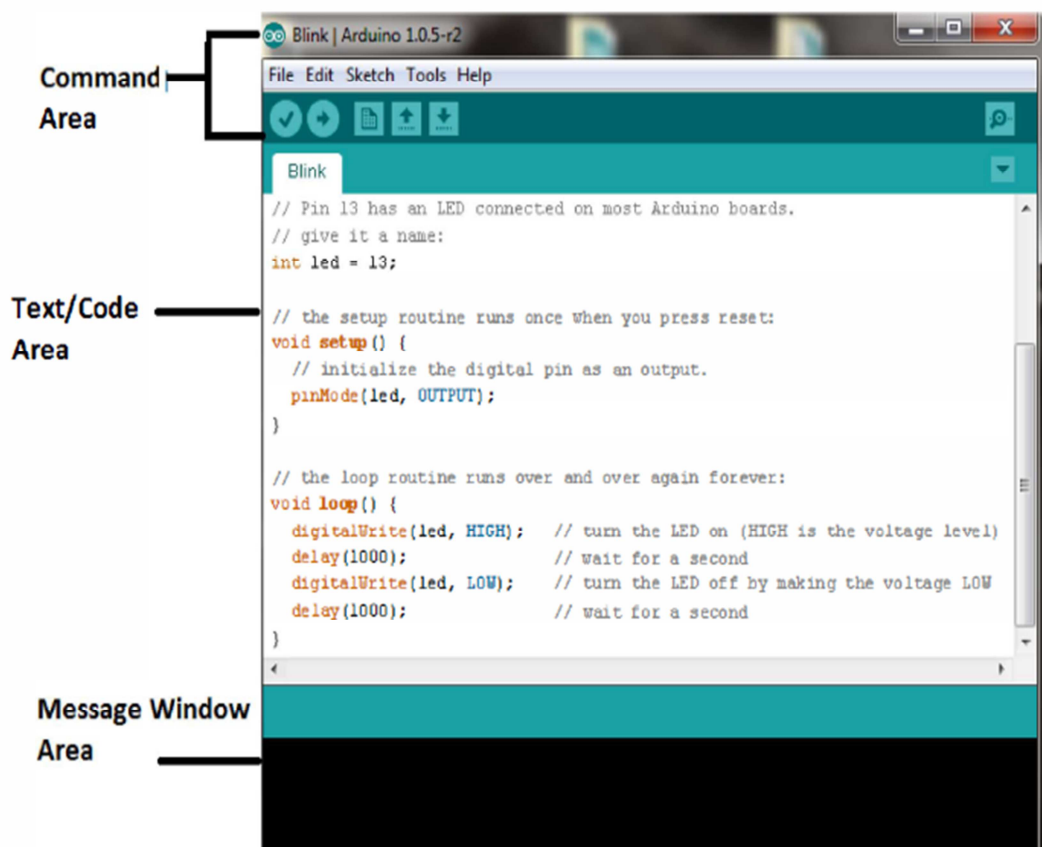 Blink | Arduino 1.0.5-r2
Command
Area
File Edit Sketch Tools Help
Blink
// Pin 13 has an LED connected on most Arduino boards.
// give it a name:
int led = 13;
Text/Code
Area
// the setup routine runs once when you press reset:
void setup() {
// initialize the digital pin as an output.
pinMode(led, OUTPUT);
}
// the loop routine runs over and over again forever:
void loop() {
digitalWrite(led, HIGH); // turn the LED on (HIGH is the voltage level)
delay(1000); // wait for a second
digitalWrite(led, LOW); // turn the LED off by making the voltage LOW
delay(1000); // wait for a second
}
Message Window
Area